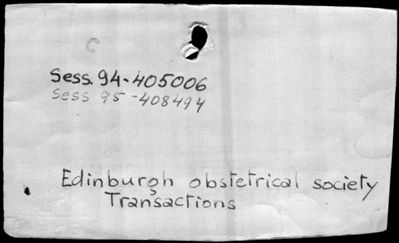 Sess. 94-405006
Sess 95-408494
Edinburgh obstetrical society
Transactions